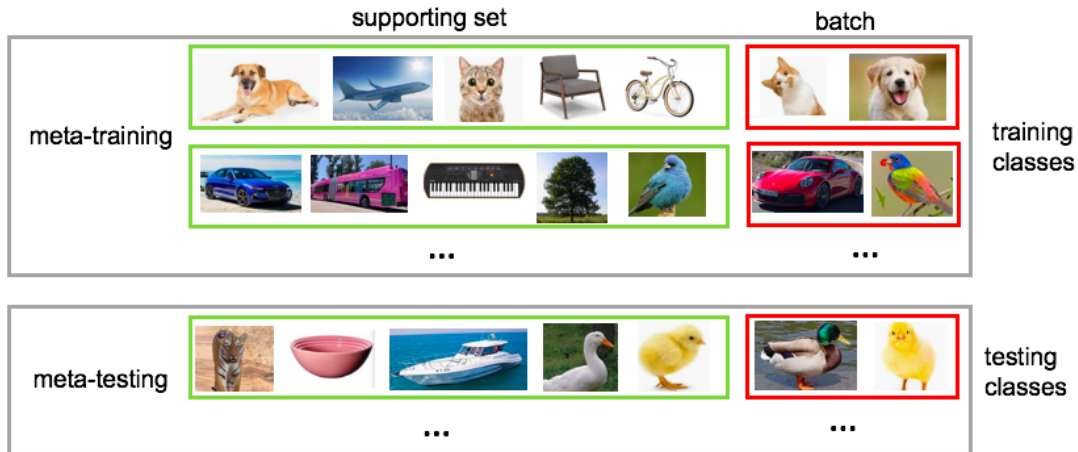 supporting set
batch
meta-training
training
classes
...
...
meta-testing
testing
classes
...
...